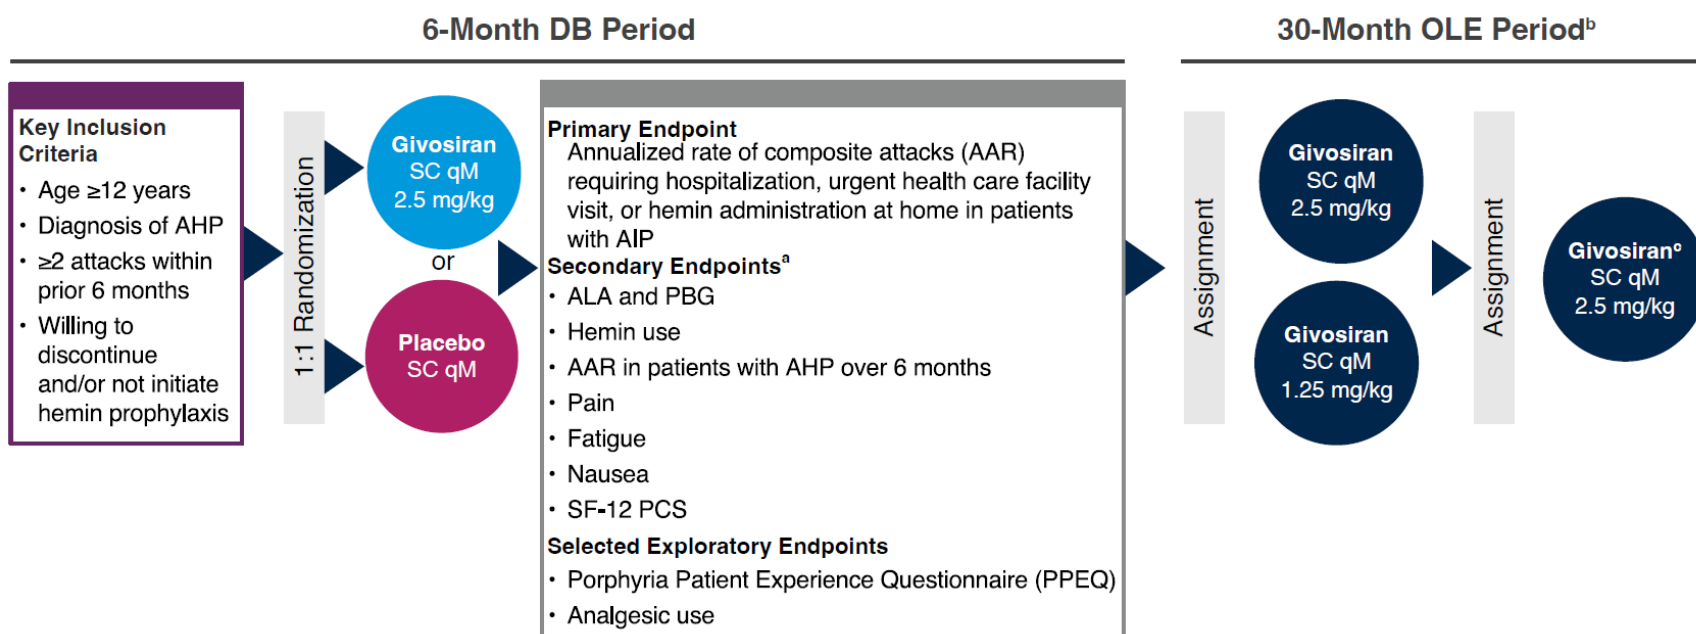 6-Month DB Period
30-Month OLE Periodᵇ
Key Inclusion
Criteria
• Age ≥12 years
• Diagnosis of AHP
• ≥2 attacks within
prior 6 months
• Willing to
discontinue
and/or not initiate
hemin prophylaxis
1:1 Randomization
Givosiran
SC qM
2.5 mg/kg
or
Placebo
SC qM
Primary Endpoint
Annualized rate of composite attacks (AAR)
requiring hospitalization, urgent health care facility
visit, or hemin administration at home in patients
with AIP
Secondary Endpointsᵃ
• ALA and PBG
• Hemin use
• AAR in patients with AHP over 6 months
• Pain
• Fatigue
• Nausea
• SF-12 PCS
Selected Exploratory Endpoints
• Porphyria Patient Experience Questionnaire (PPEQ)
• Analgesic use
Assignment
Givosiran
SC qM
2.5 mg/kg
Givosiran
SC qM
1.25 mg/kg
Assignment
Givosiranᶜ
SC qM
2.5 mg/kg